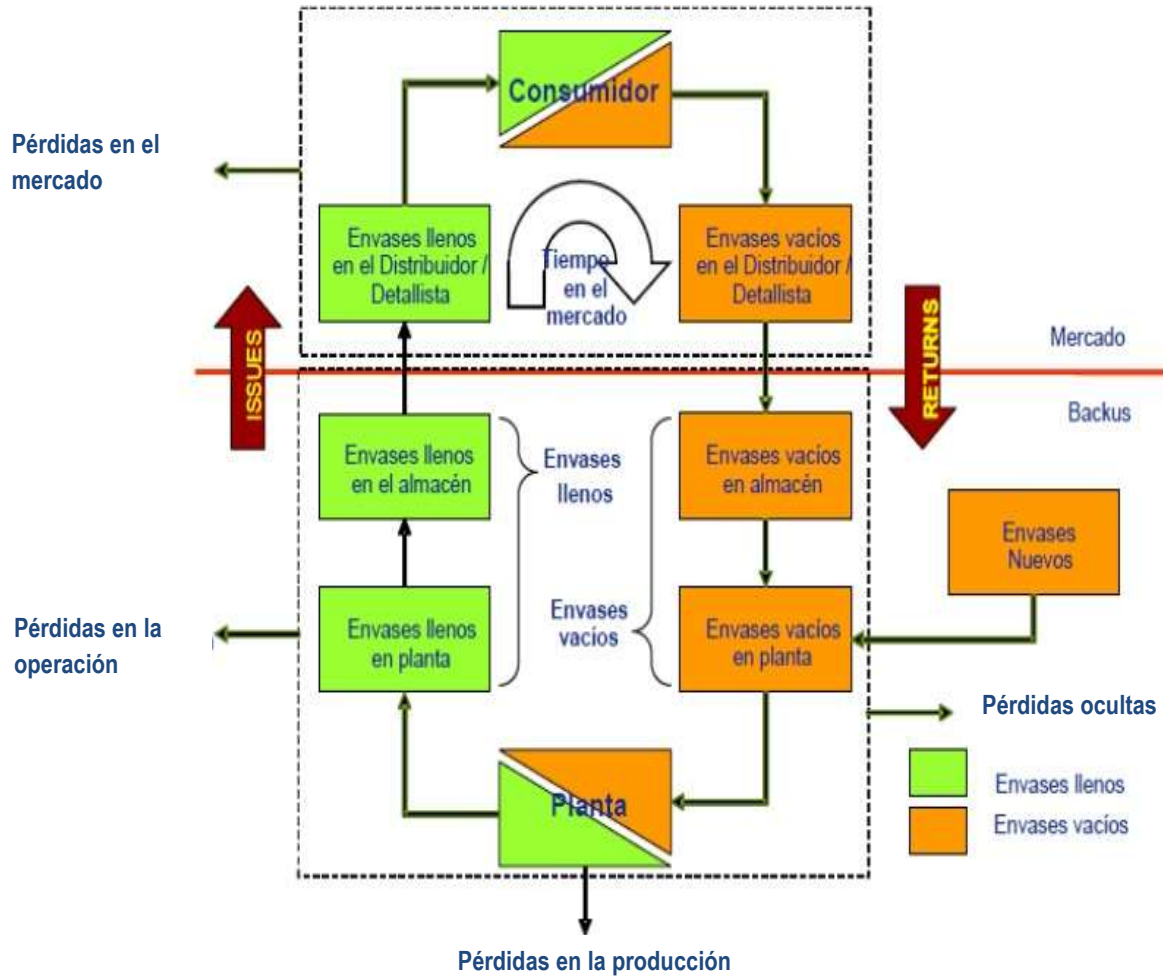 Consumidor
Pérdidas en el
mercado
Envases llenos
en el Distribuidor /
Detallista
Tiempo
en el
mercado
Envases vacíos
en el Distribuidor /
Detallista
ISSUES
RETURNS
Mercado
Backus
Envases llenos
en el almacén
Envases
llenos
Envases vacíos
en almacén
Envases
Nuevos
Pérdidas en la
operación
Envases llenos
en planta
Envases
vacíos
Envases vacíos
en planta
Pérdidas ocultas
Planta
Envases llenos
Envases vacíos
Pérdidas en la producción